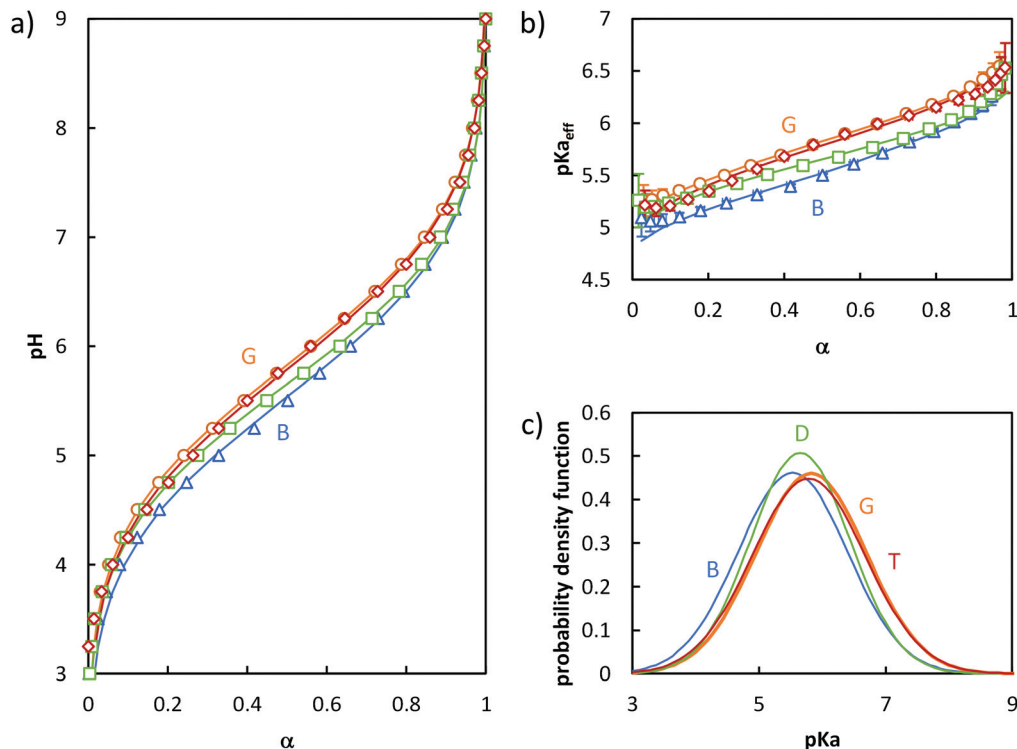 a)
9
8
7
6
5
4
3
pH
G
B
0 0.2 0.4 0.6 0.8 1
α
b)
7
6.5
6
5.5
5
4.5
pKaeff
G
B
0 0.2 0.4 0.6 0.8 1
α
c)
0.6
0.5
0.4
0.3
0.2
0.1
0
probability density function
D
G
B
T
3 5 7 9
pKa